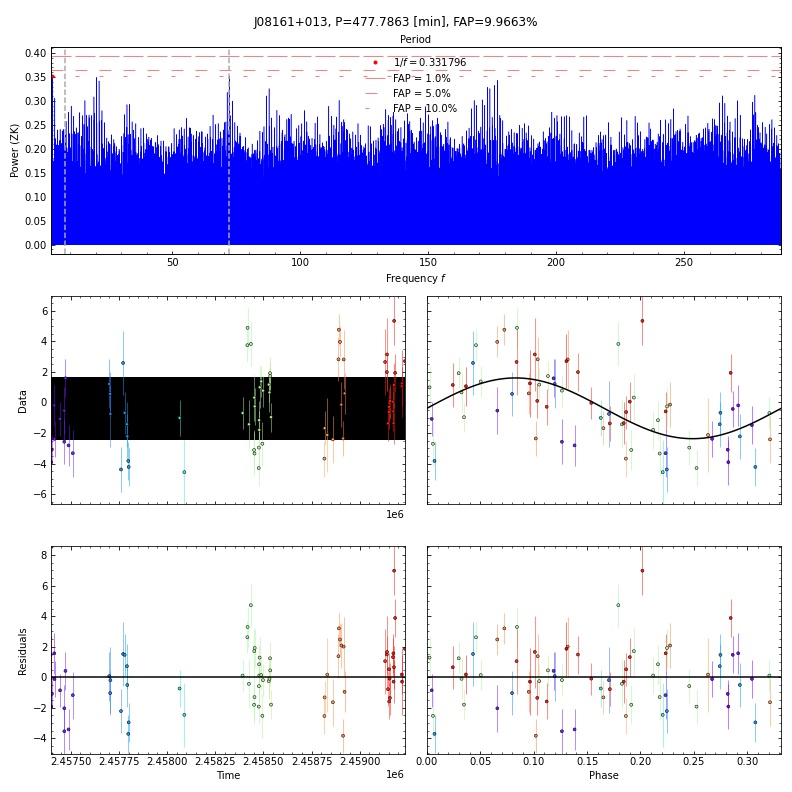 J08161+013, P=477.7863 [min], FAP=9.9663%
Period
0.40
0.35
0.30
0.25
0.20
0.15
0.10
0.05
0.00
Power (ZK)
1/f = 0.331796
FAP = 1.0%
FAP = 5.0%
FAP = 10.0%
50 100 150 200 250
Frequency f
6
4
2
0
−2
−4
−6
Data
1e6
8
6
4
2
0
−2
−4
Residuals
2.45750 2.45775 2.45800 2.45825 2.45850 2.45875 2.45900
1e6
Time
0.00 0.05 0.10 0.15 0.20 0.25 0.30
Phase